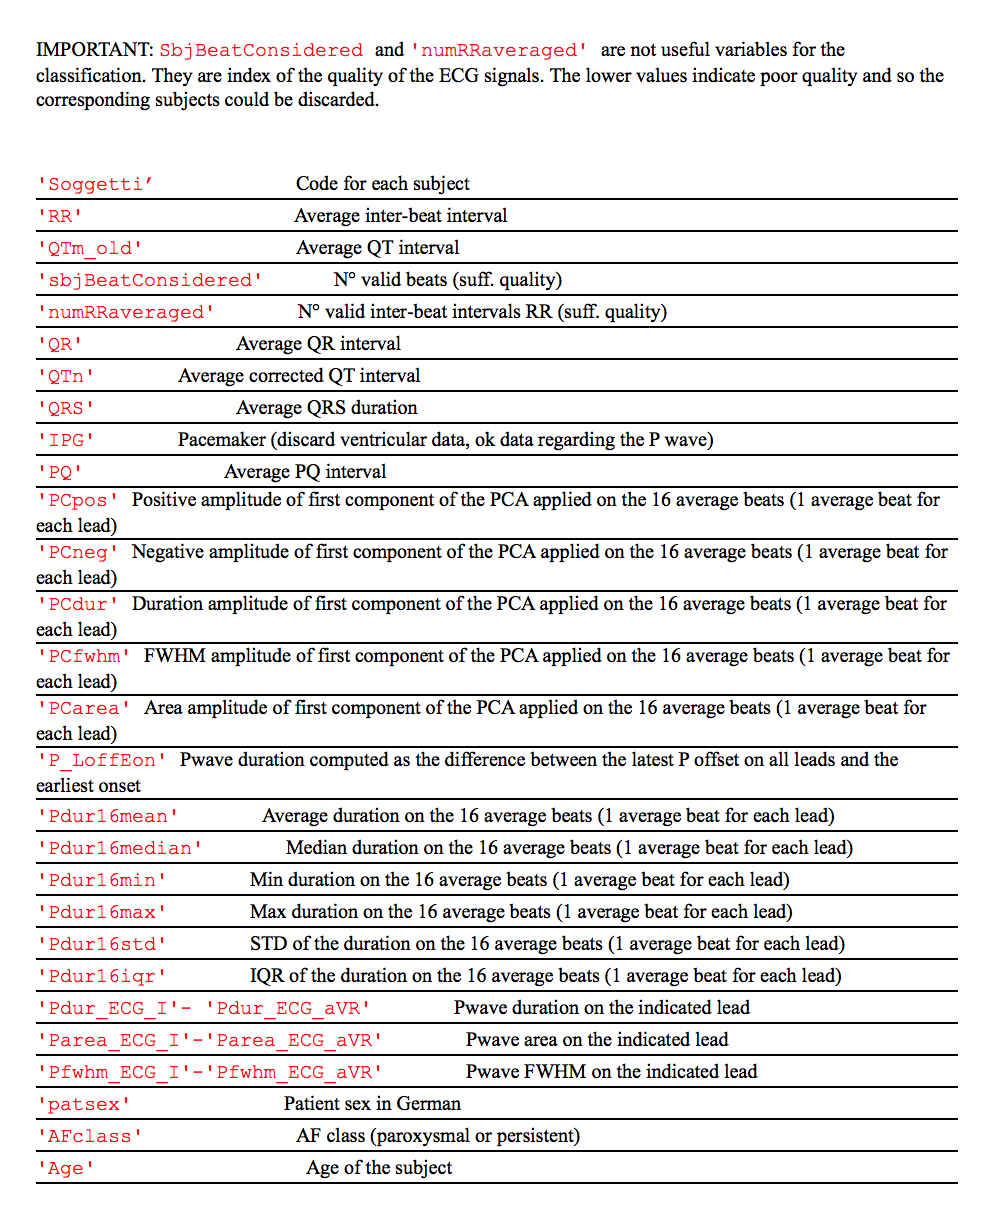 IMPORTANT: SbjBeatConsidered and 'numRRaveraged' are not useful variables for the
classification. They are index of the quality of the ECG signals. The lower values indicate poor quality and so the
corresponding subjects could be discarded.
'Soggetti’ Code for each subject
'RR' Average inter-beat interval
'QTm_old' Average QT interval
'sbjBeatConsidered' N° valid beats (suff. quality)
'numRRaveraged' N° valid inter-beat intervals RR (suff. quality)
'QR' Average QR interval
'QTn' Average corrected QT interval
'QRS' Average QRS duration
'IPG' Pacemaker (discard ventricular data, ok data regarding the P wave)
'PQ' Average PQ interval
'PCpos' Positive amplitude of first component of the PCA applied on the 16 average beats (1 average beat for
each lead)
'PCneg' Negative amplitude of first component of the PCA applied on the 16 average beats (1 average beat for
each lead)
'PCdur' Duration amplitude of first component of the PCA applied on the 16 average beats (1 average beat for
each lead)
'PCfwhm' FWHM amplitude of first component of the PCA applied on the 16 average beats (1 average beat for
each lead)
'PCarea' Area amplitude of first component of the PCA applied on the 16 average beats (1 average beat for
each lead)
'P_LoffEon' Pwave duration computed as the difference between the latest P offset on all leads and the
earliest onset
'Pdur16mean' Average duration on the 16 average beats (1 average beat for each lead)
'Pdur16median' Median duration on the 16 average beats (1 average beat for each lead)
'Pdur16min' Min duration on the 16 average beats (1 average beat for each lead)
'Pdur16max' Max duration on the 16 average beats (1 average beat for each lead)
'Pdur16std' STD of the duration on the 16 average beats (1 average beat for each lead)
'Pdur16iqr' IQR of the duration on the 16 average beats (1 average beat for each lead)
'Pdur_ECG_I'- 'Pdur_ECG_aVR' Pwave duration on the indicated lead
'Parea_ECG_I'-'Parea_ECG_aVR' Pwave area on the indicated lead
'Pfwhm_ECG_I'-'Pfwhm_ECG_aVR' Pwave FWHM on the indicated lead
'patsex' Patient sex in German
'AFclass' AF class (paroxysmal or persistent)
'Age' Age of the subject